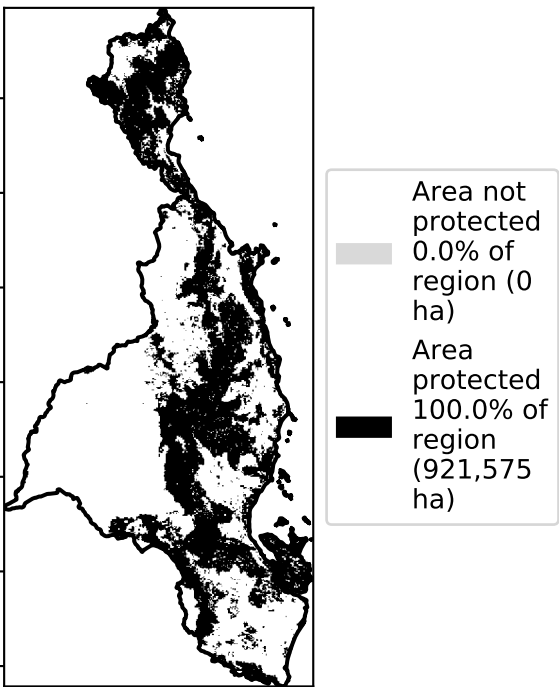 Area not
protected
0.0% of
region (0
ha)
Area
protected
100.0% of
region
(921,575
ha)